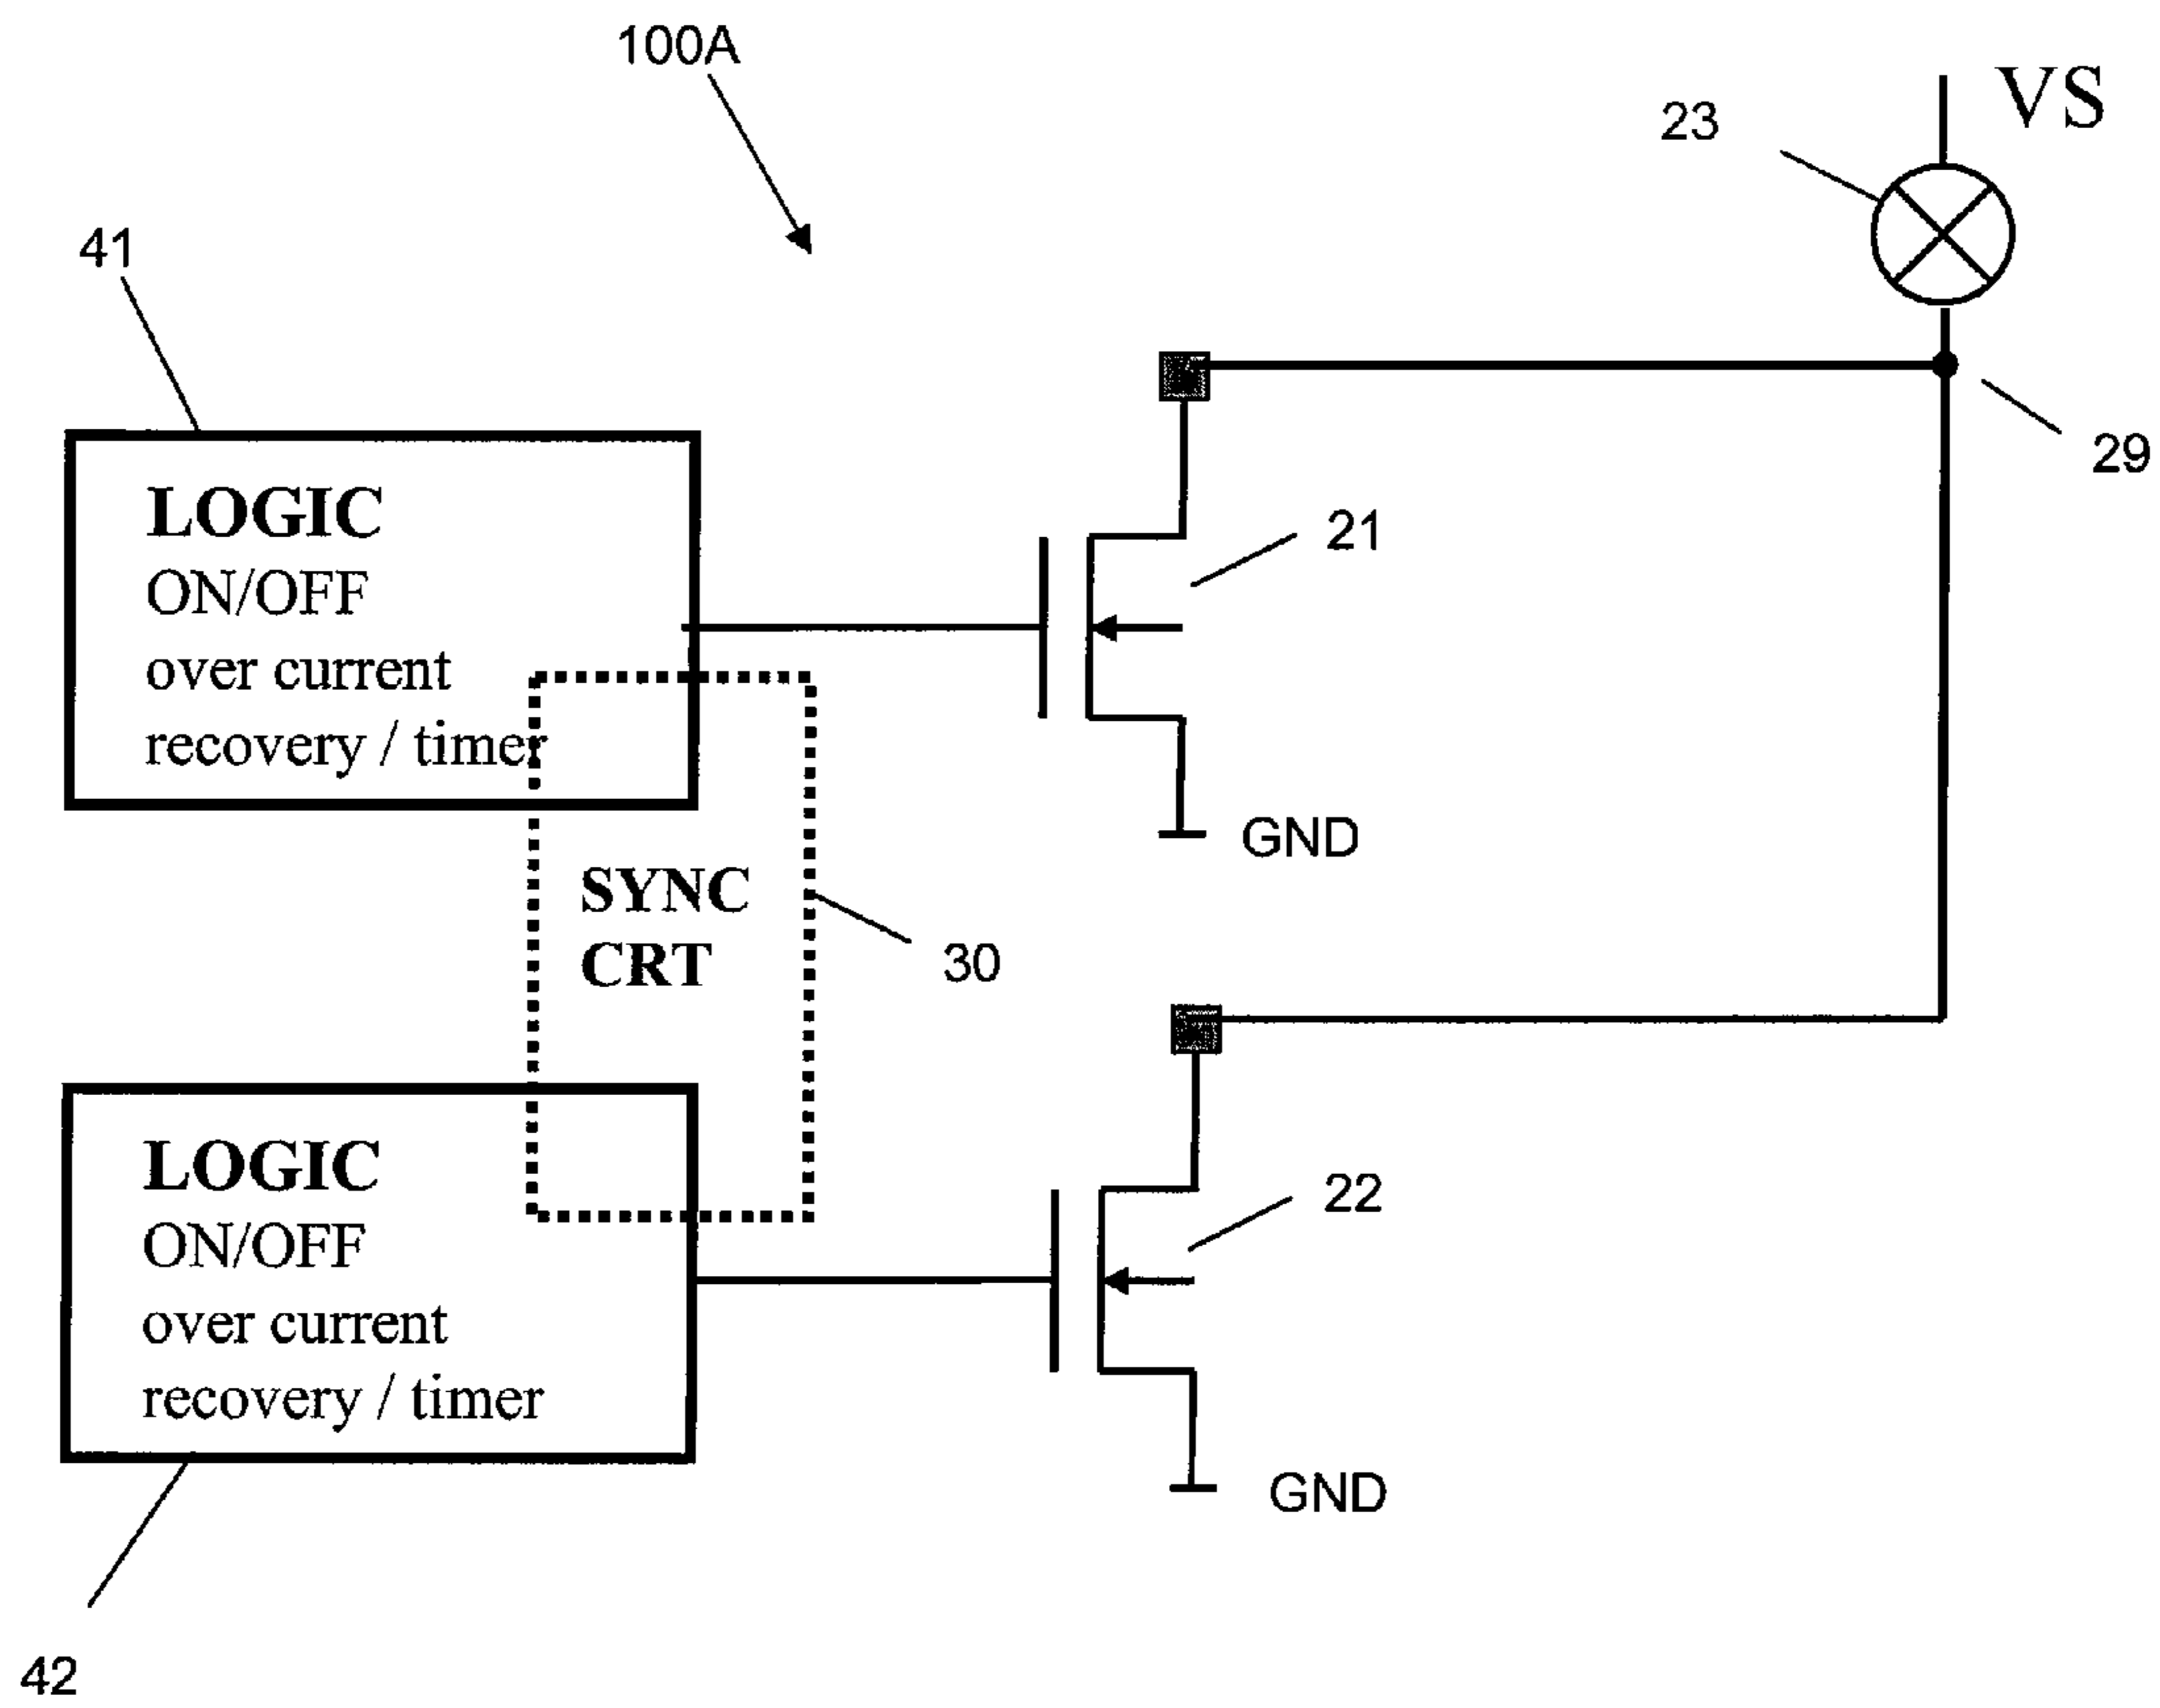 100A
VS
23
41
29
LOGIC
ON/OFF
over current
recovery / timer
21
GND
SYNC
CRT
30
LOGIC
ON/OFF
over current
recovery / timer
22
GND
42